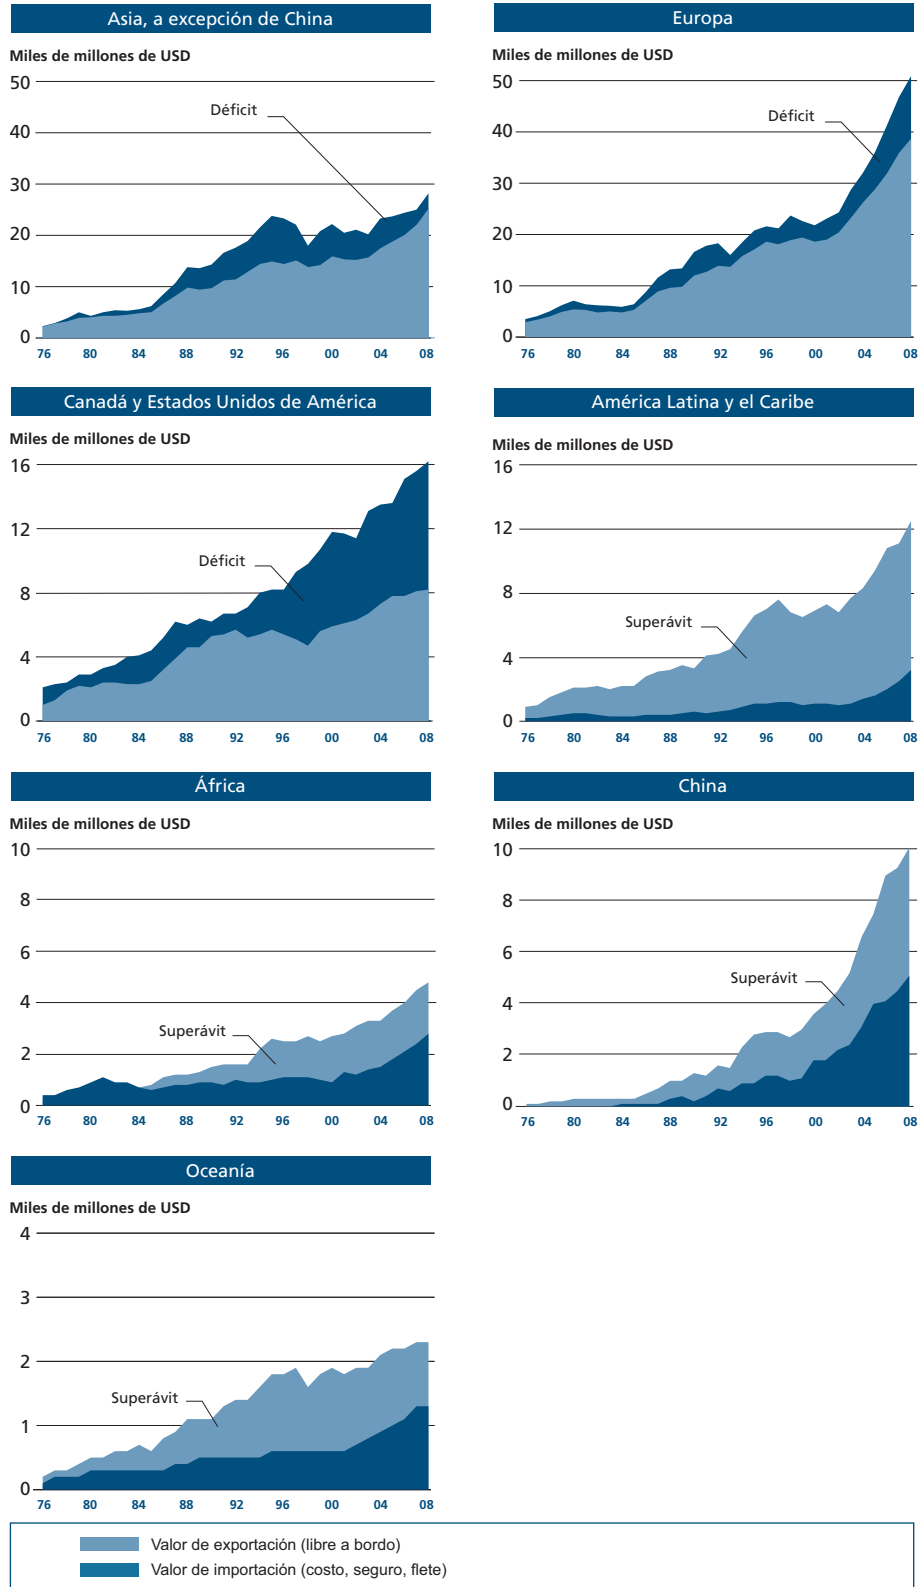 Asia, a excepción de China
Miles de millones de USD
50
40
30
20
10
0
Déficit
76 80 84 88 92 96 00 04 08
Europa
Miles de millones de USD
50
40
30
20
10
0
Déficit
76 80 84 88 92 96 00 04 08
Canadá y Estados Unidos de América
Miles de millones de USD
16
12
8
4
0
Déficit
76 80 84 88 92 96 00 04 08
América Latina y el Caribe
Miles de millones de USD
16
12
8
4
0
Superávit
76 80 84 88 92 96 00 04 08
África
Miles de millones de USD
10
8
6
4
2
0
Superávit
76 80 84 88 92 96 00 04 08
China
Miles de millones de USD
10
8
6
4
2
0
Superávit
76 80 84 88 92 96 00 04 08
Oceanía
Miles de millones de USD
4
3
2
1
0
Superávit
76 80 84 88 92 96 00 04 08
Valor de exportación (libre a bordo)
Valor de importación (costo, seguro, flete)